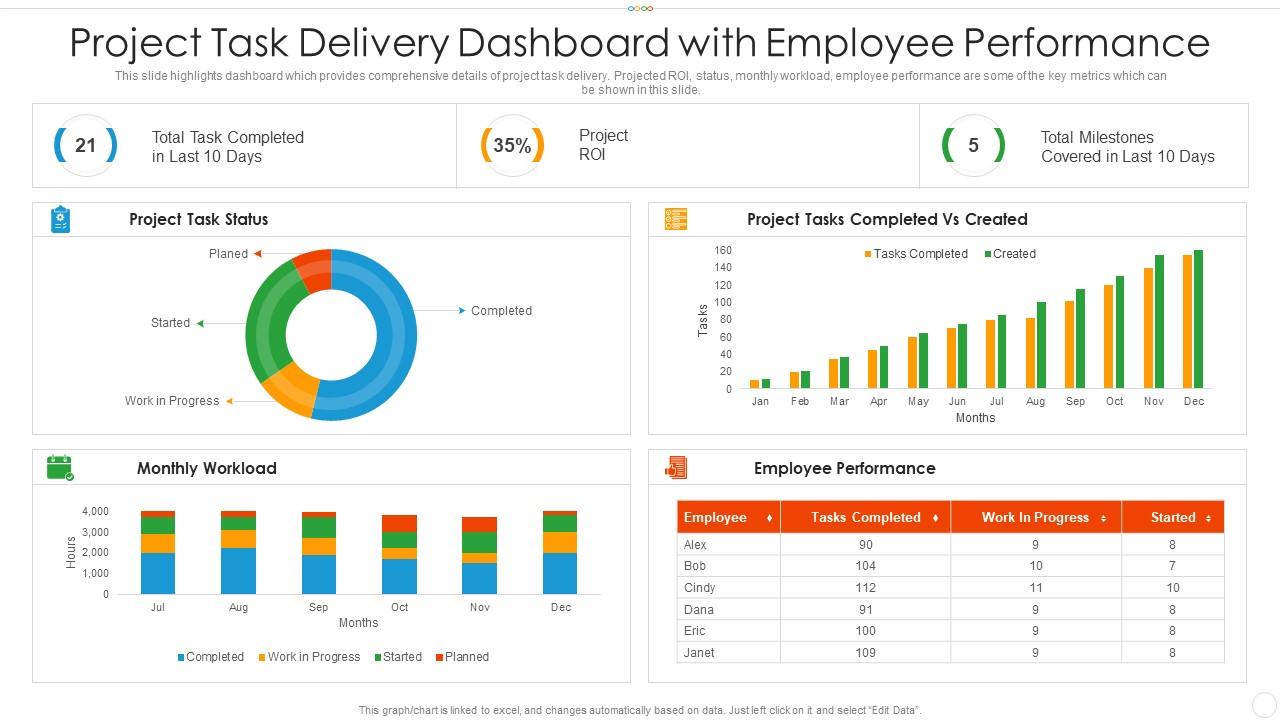 Project Task Delivery Dashboard with Employee Performance
This slide highlights dashboard which provides comprehensive details of project task delivery. Projected ROI, status, monthly workload, employee performance are some of the key metrics which can
be shown in this slide.
21
Total Task Completed
in Last 10 Days
35%
Project
ROI
5
Total Milestones
Covered in Last 10 Days
Project Task Status
Planed
Completed
Started
Work in Progress
Project Tasks Completed Vs Created
Tasks Completed Created
Tasks
160
140
120
100
80
60
40
20
0
Jan Feb Mar Apr May Jun Jul Aug Sep Oct Nov Dec
Months
Monthly Workload
Hours
4,000
3,000
2,000
1,000
0
Jul Aug Sep Oct Nov Dec
Months
Completed Work in Progress Started Planned
Employee Performance
Employee Tasks Completed Work In Progress Started
Alex 90 9 8
Bob 104 10 7
Cindy 112 11 10
Dana 91 9 8
Eric 100 9 8
Janet 109 9 8
This graph/chart is linked to excel, and changes automatically based on data. Just left click on it and select “Edit Data”.